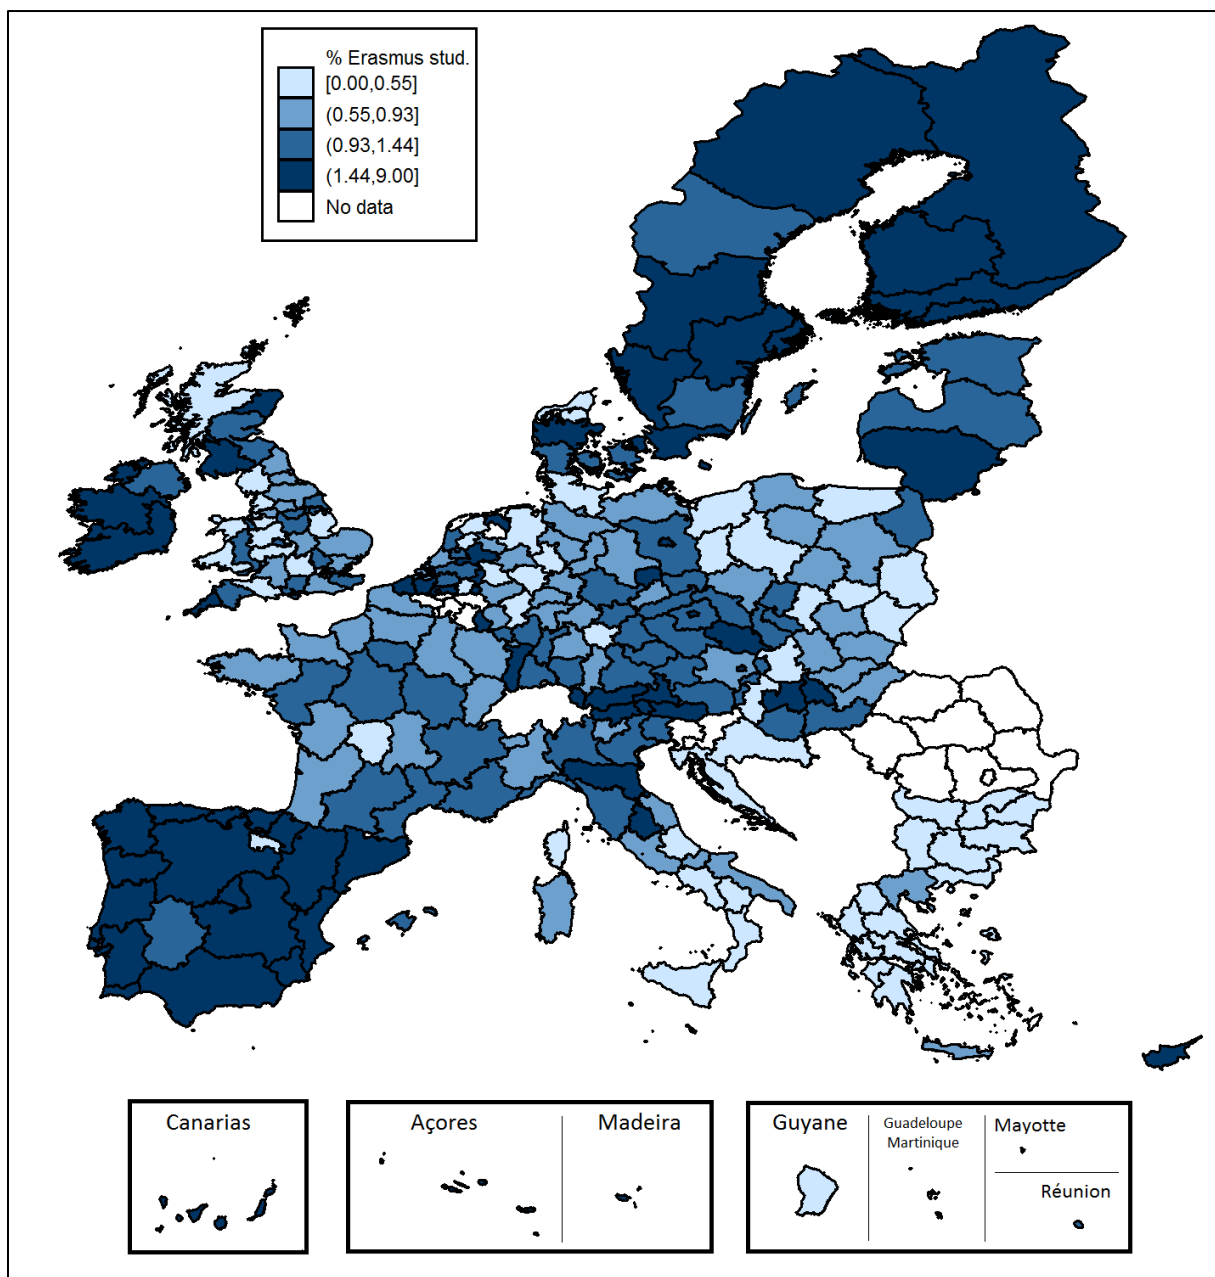 % Erasmus stud.
[0.00,0.55]
(0.55,0.93]
(0.93,1.44]
(1.44,9.00]
No data
Canarias
Açores
Madeira
Guyane
Guadeloupe
Martinique
Mayotte
Réunion